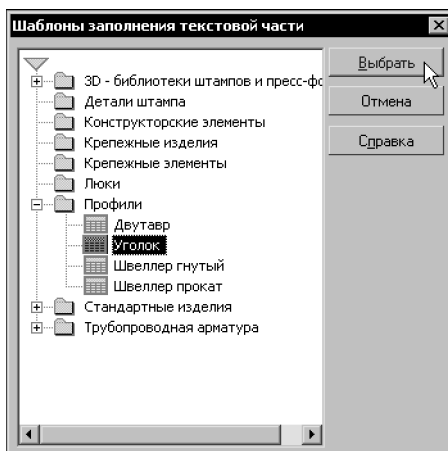 Шаблоны заполнения текстовой части
3D - библиотеки штампов и пресс-фо
Детали штампа
Конструкторские элементы
Крепежные изделия
Крепежные элементы
Люки
Профили
Двутавр
Уголок
Швеллер гнутый
Швеллер прокат
Стандартные изделия
Трубопроводная арматура
Выбрать
Отмена
Справка